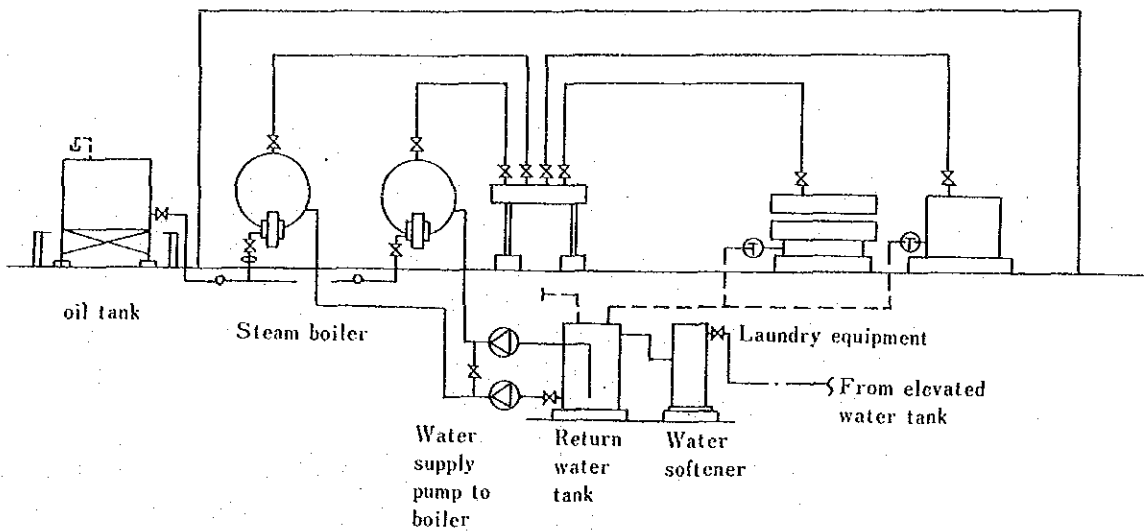 oil tank
Steam boiler
T
T
Laundry equipment
From elevated
water tank
Water
supply
pump to
boiler
Return
water
tank
Water
softener